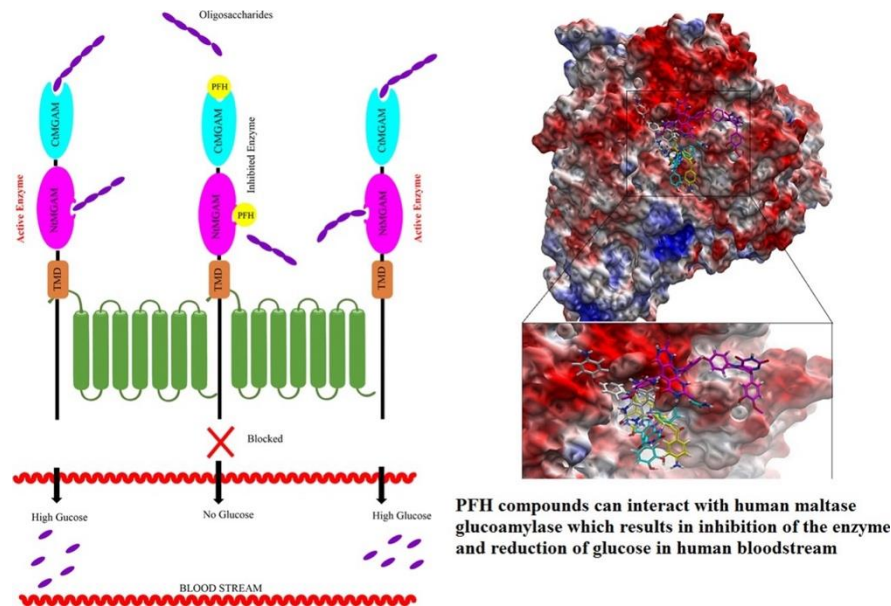 Oligosaccharides
PFH
CtMGAM
CtMGAM
CtMGAM
Inhibited Enzyme
NtMGAM
NtMGAM
PFH
NtMGAM
Active Enzyme
Active Enzyme
TMD
TMD
TMD
Blocked
High Gucose
No Glucose
High Glucose
BLOOD STREAM
PFH compounds can interact with human maltase
glucoamylase which results in inhibition of the enzyme
and reduction of glucose in human bloodstream